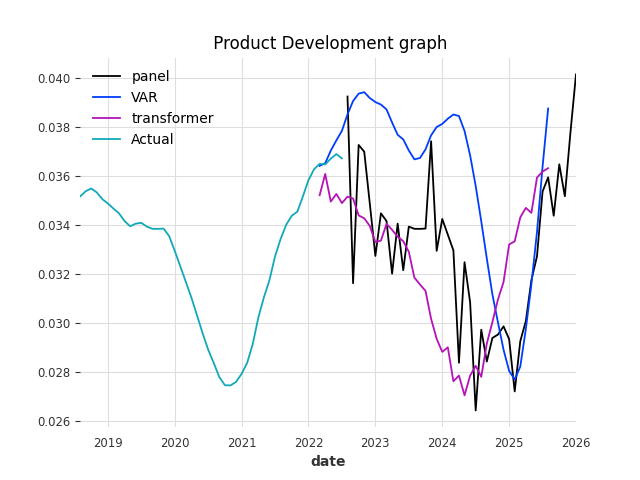 Product Development graph
panel
VAR
transformer
Actual
0.040
0.038
0.036
0.034
0.032
0.030
0.028
0.026
2019 2020 2021 2022 2023 2024 2025 2026
date